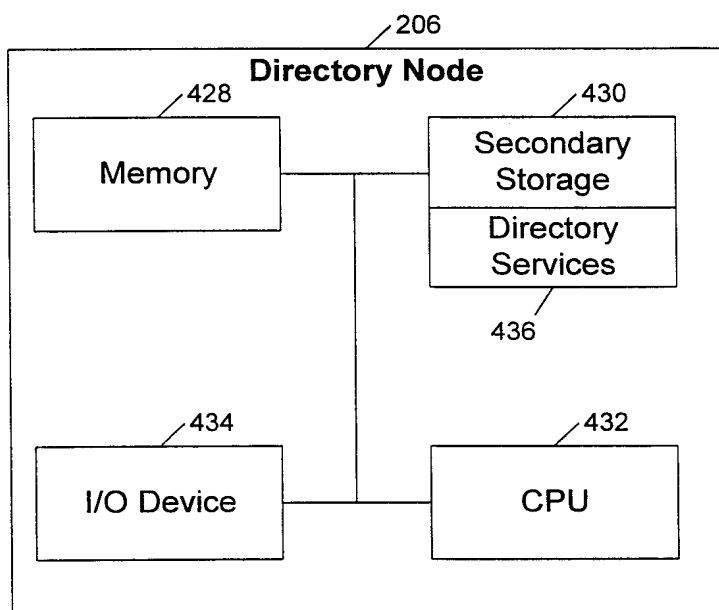 206
Directory Node
428
430
Memory
Secondary
Storage
Directory
Services
436
434
432
I/O Device
CPU